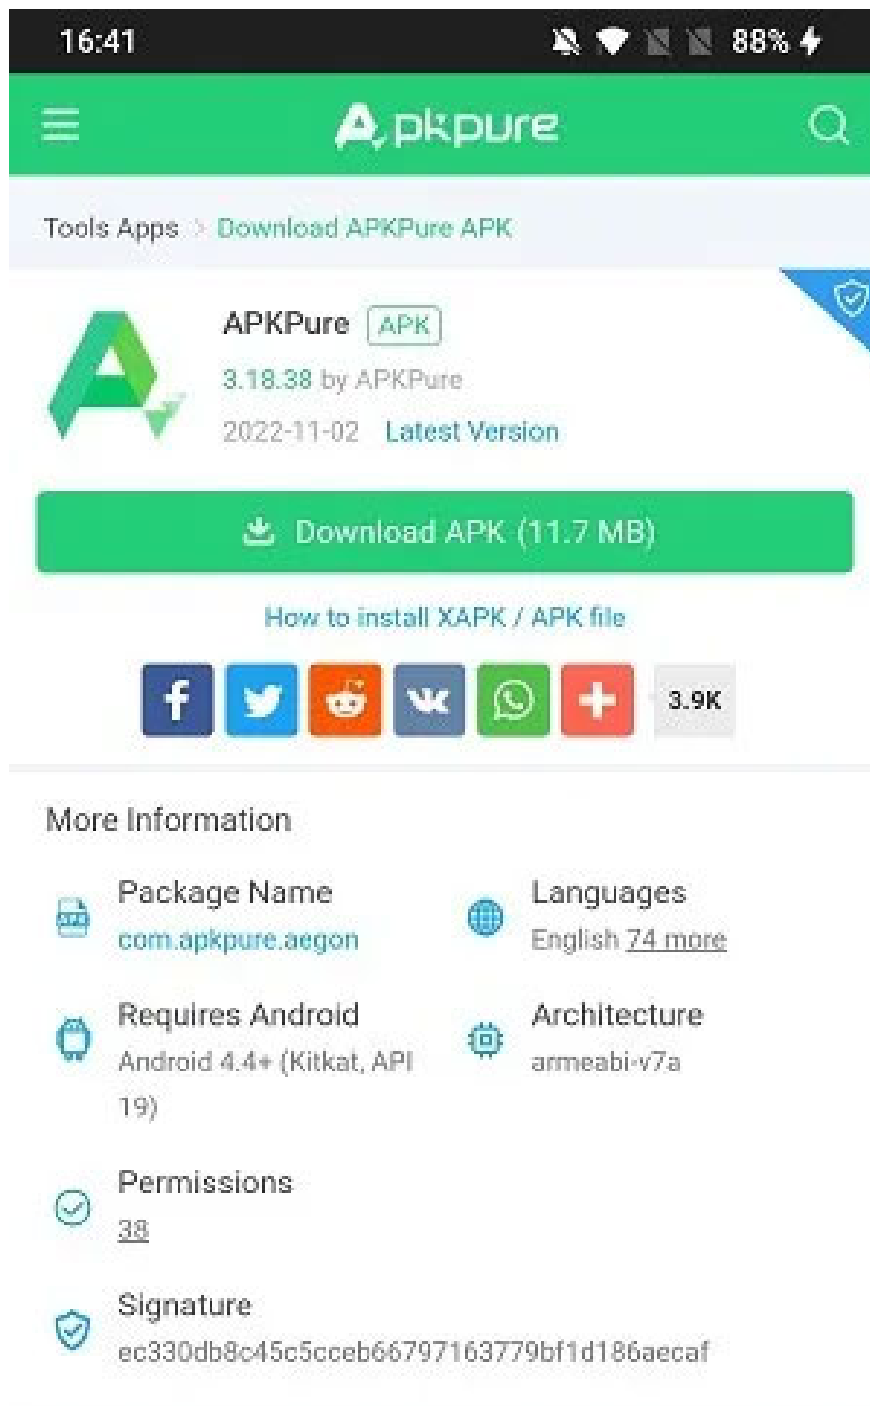 16:41
88%
Apkpure
Tools Apps > Download APKPure APK
APKPure APK
3.18.38 by APKPure
2022-11-02 Latest Version
Download APK (11.7 MB)
How to install XAPK / APK file
3.9K
More Information
Package Name
com.apkpure.aegon
Languages
English 74 more
Requires Android
Android 4.4+ (Kitkat, API
19)
Architecture
armeabi-v7a
Permissions
38
Signature
ec330db8c45c5cceb66797163779bf1d186aecaf